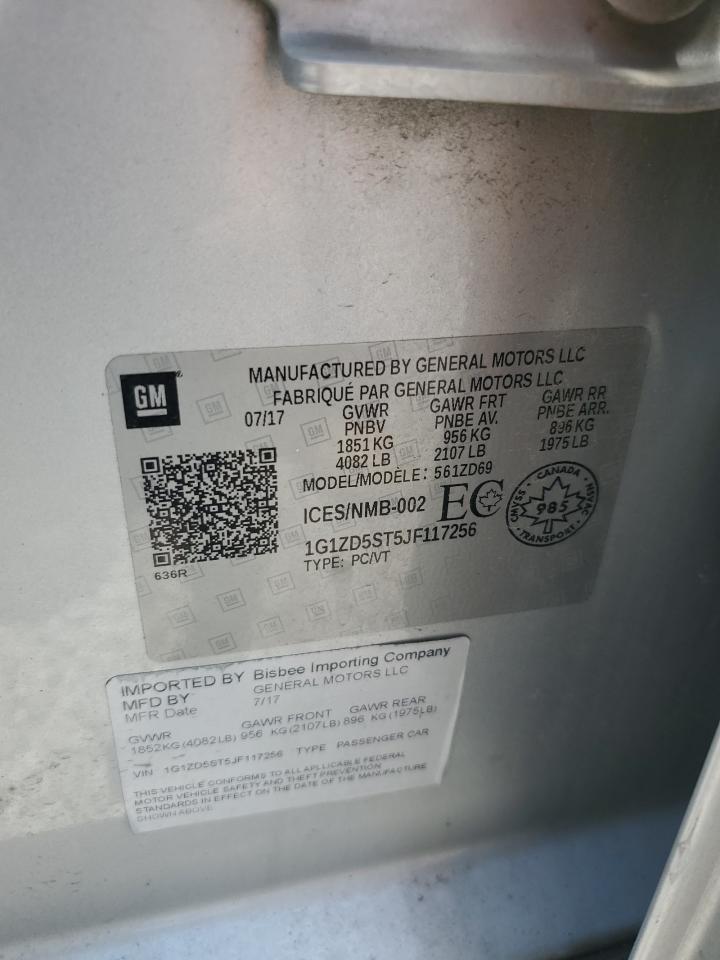 GM
MANUFACTURED BY GENERAL MOTORS LLC
FABRIQUÉ PAR GENERAL MOTORS LLC
07/17 GVWR GAWR FRT GAWR RR
PNBV PNBE AV. PNBE ARR.
1851 KG 956 KG 896 KG
4082 LB 2107 LB 1975 LB
MODEL/MODÈLE: 561ZD69
ICES/NMB-002 EC
CANADA
CMVSS 985 NSVAC
TRANSPORT
1G1ZD5ST5JF117256
TYPE: PC/VT
636R
IMPORTED BY Bisbee Importing Company
MFD BY GENERAL MOTORS LLC
MFR Date 7/17
GVWR GAWR FRONT GAWR REAR
1852KG(4082LB) 956 KG(2107LB) 896 KG(1975LB)
VIN 1G1ZD5ST5JF117256 TYPE PASSENGER CAR
THIS VEHICLE CONFORMS TO ALL APLLICABLE FEDERAL
MOTOR VEHICLE SAFETY AND THEFT PREVENTION
STANDARDS IN EFFECT ON THE DATE OF THE MANUFACTURE
SHOWN ABOVE